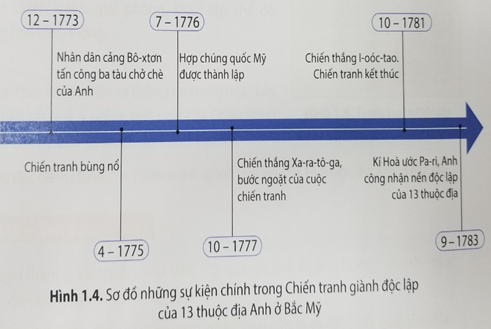 12 – 1773
7 – 1776
10 – 1781
Nhân dân cảng Bô-xtơn
tấn công ba tàu chở chè
của Anh
Hợp chúng quốc Mỹ
được thành lập
Chiến thắng I-oóc-tao.
Chiến tranh kết thúc
Chiến tranh bùng nổ
Chiến thắng Xa-ra-tô-ga,
bước ngoặt của cuộc
chiến tranh
Kí Hoà ước Pa-ri, Anh
công nhận nền độc lập
của 13 thuộc địa
4 – 1775
10 – 1777
9 – 1783
Hình 1.4. Sơ đồ những sự kiện chính trong Chiến tranh giành độc lập
của 13 thuộc địa Anh ở Bắc Mỹ